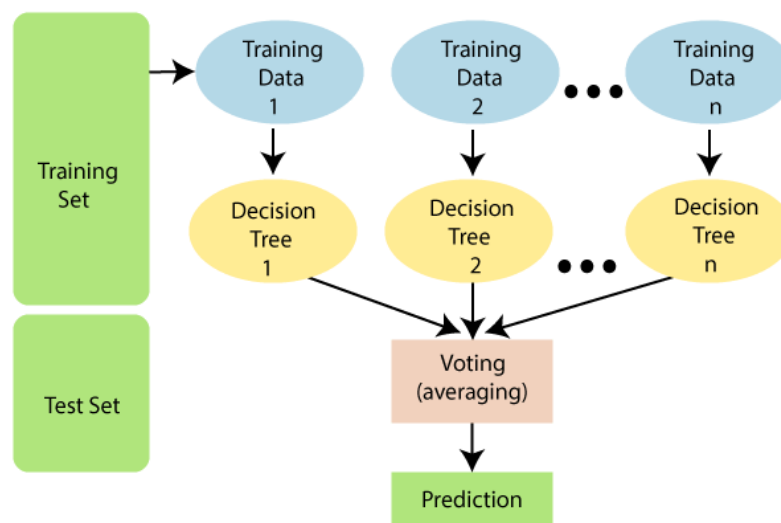 Training
Set
Test Set
Training
Data
1
Training
Data
2
Training
Data
n
Decision
Tree
1
Decision
Tree
2
Decision
Tree
n
Voting
(averaging)
Prediction